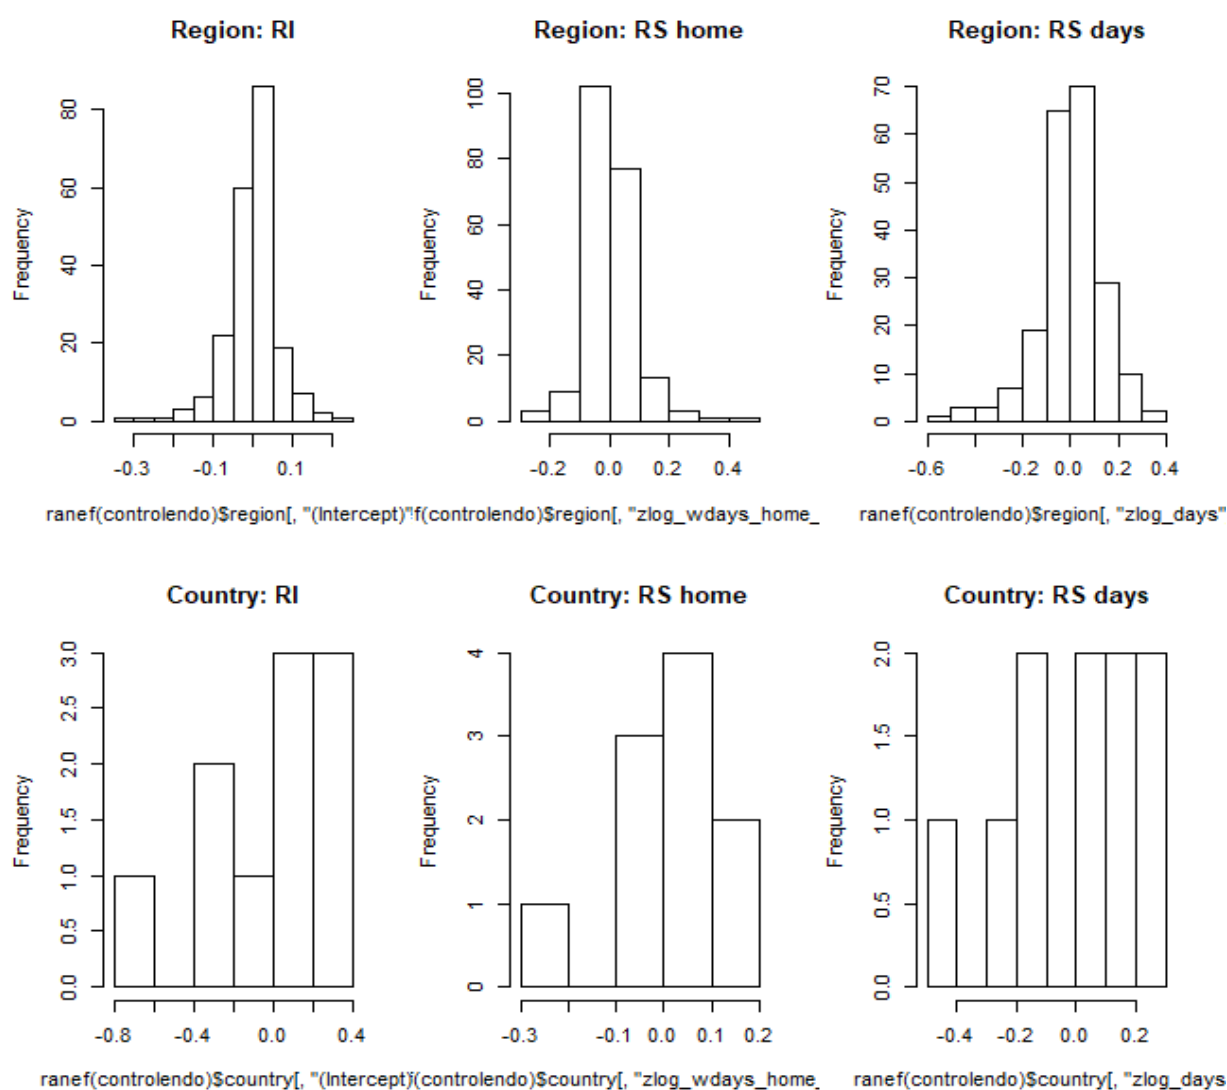 Region: RI
Frequency
80
60
40
20
0
-0.3 -0.1 0.1
ranef(controlendo)$region[, "(Intercept)"
Region: RS home
Frequency
100
80
60
40
20
0
-0.2 0.0 0.2 0.4
f(controlendo)$region[, "zlog_wdays_home_
Region: RS days
Frequency
70
60
50
40
30
20
10
0
-0.6 -0.2 0.0 0.2 0.4
ranef(controlendo)$region[, "zlog_days"
Country: RI
Frequency
3.0
2.5
2.0
1.5
1.0
0.5
0.0
-0.8 -0.4 0.0 0.4
ranef(controlendo)$country[, "(Intercept)
Country: RS home
Frequency
4
3
2
1
0
-0.3 -0.1 0.0 0.1 0.2
(controlendo)$country[, "zlog_wdays_home_
Country: RS days
Frequency
2.0
1.5
1.0
0.5
0.0
-0.4 -0.2 0.0 0.2
ranef(controlendo)$country[, "zlog_days